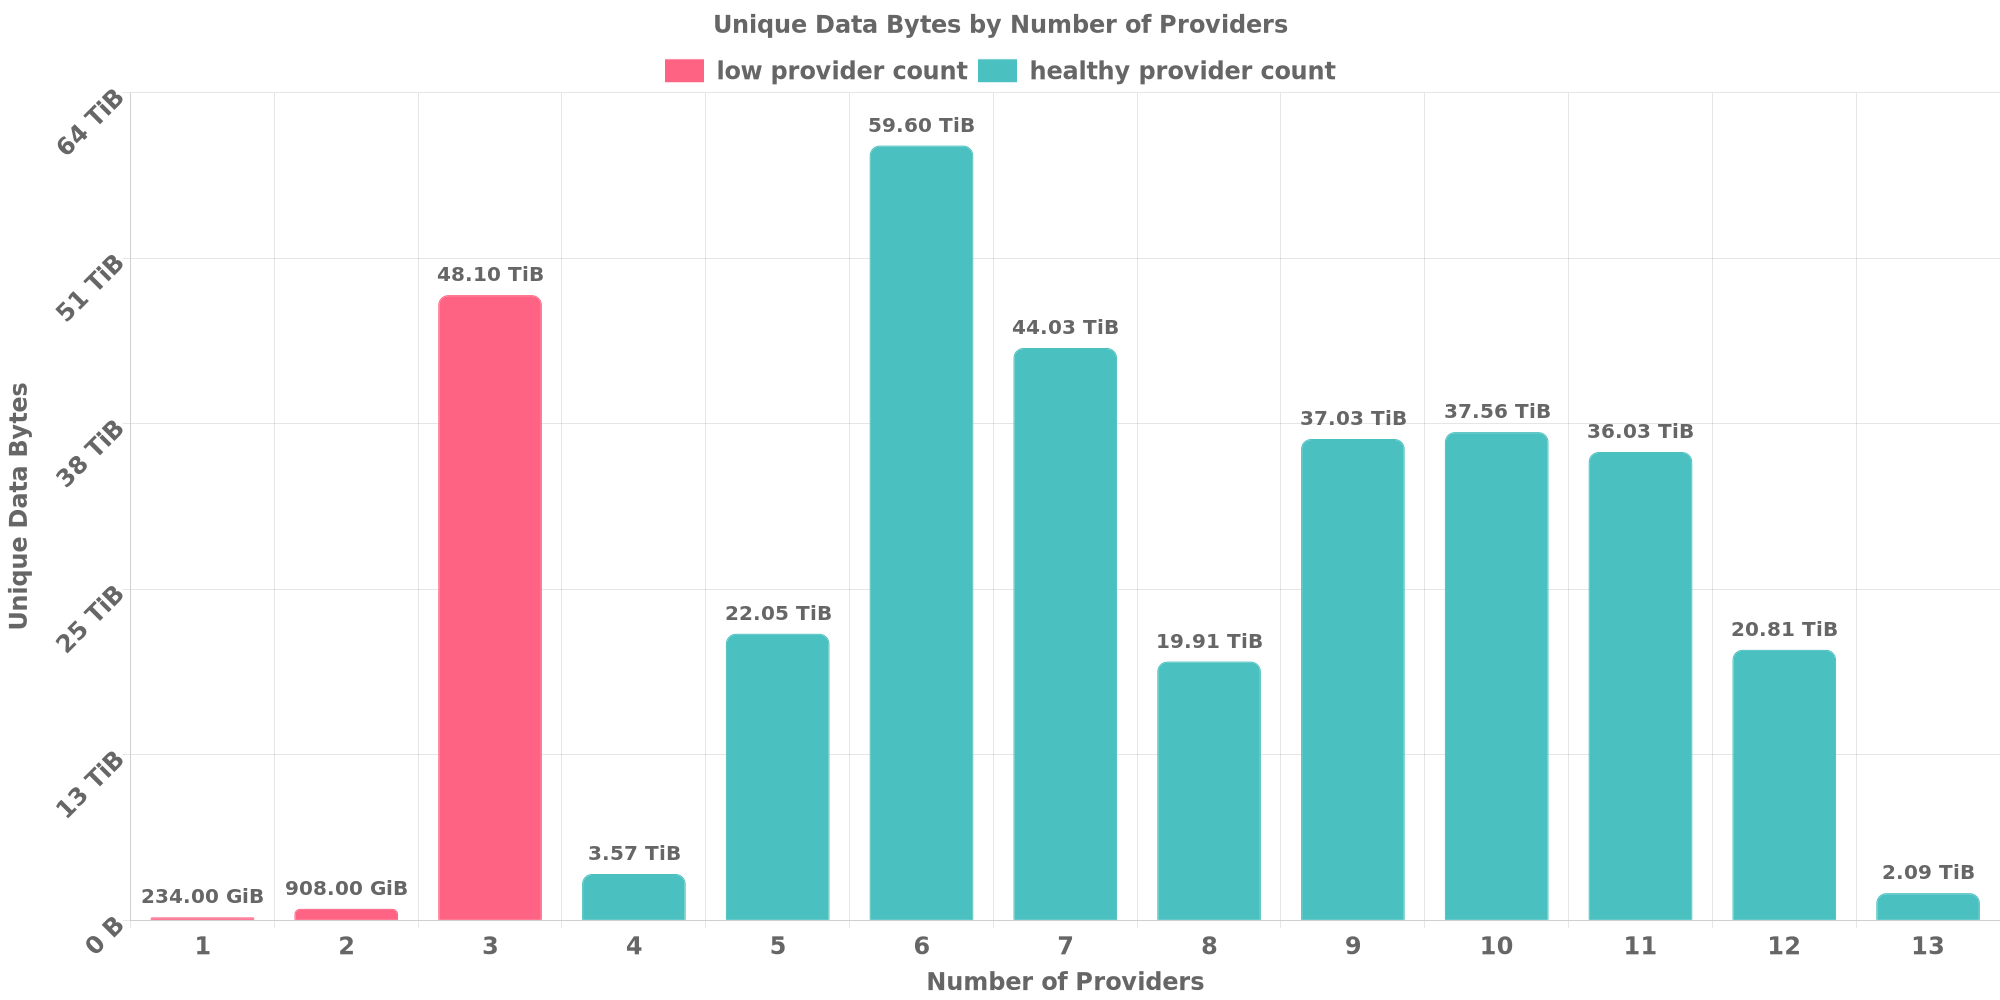 Unique Data Bytes by Number of Providers
low provider count healthy provider count
64 TiB
51 TiB
38 TiB
25 TiB
13 TiB
0 B
Unique Data Bytes
234.00 GiB
908.00 GiB
48.10 TiB
3.57 TiB
22.05 TiB
59.60 TiB
44.03 TiB
19.91 TiB
37.03 TiB
37.56 TiB
36.03 TiB
20.81 TiB
2.09 TiB
1 2 3 4 5 6 7 8 9 10 11 12 13
Number of Providers